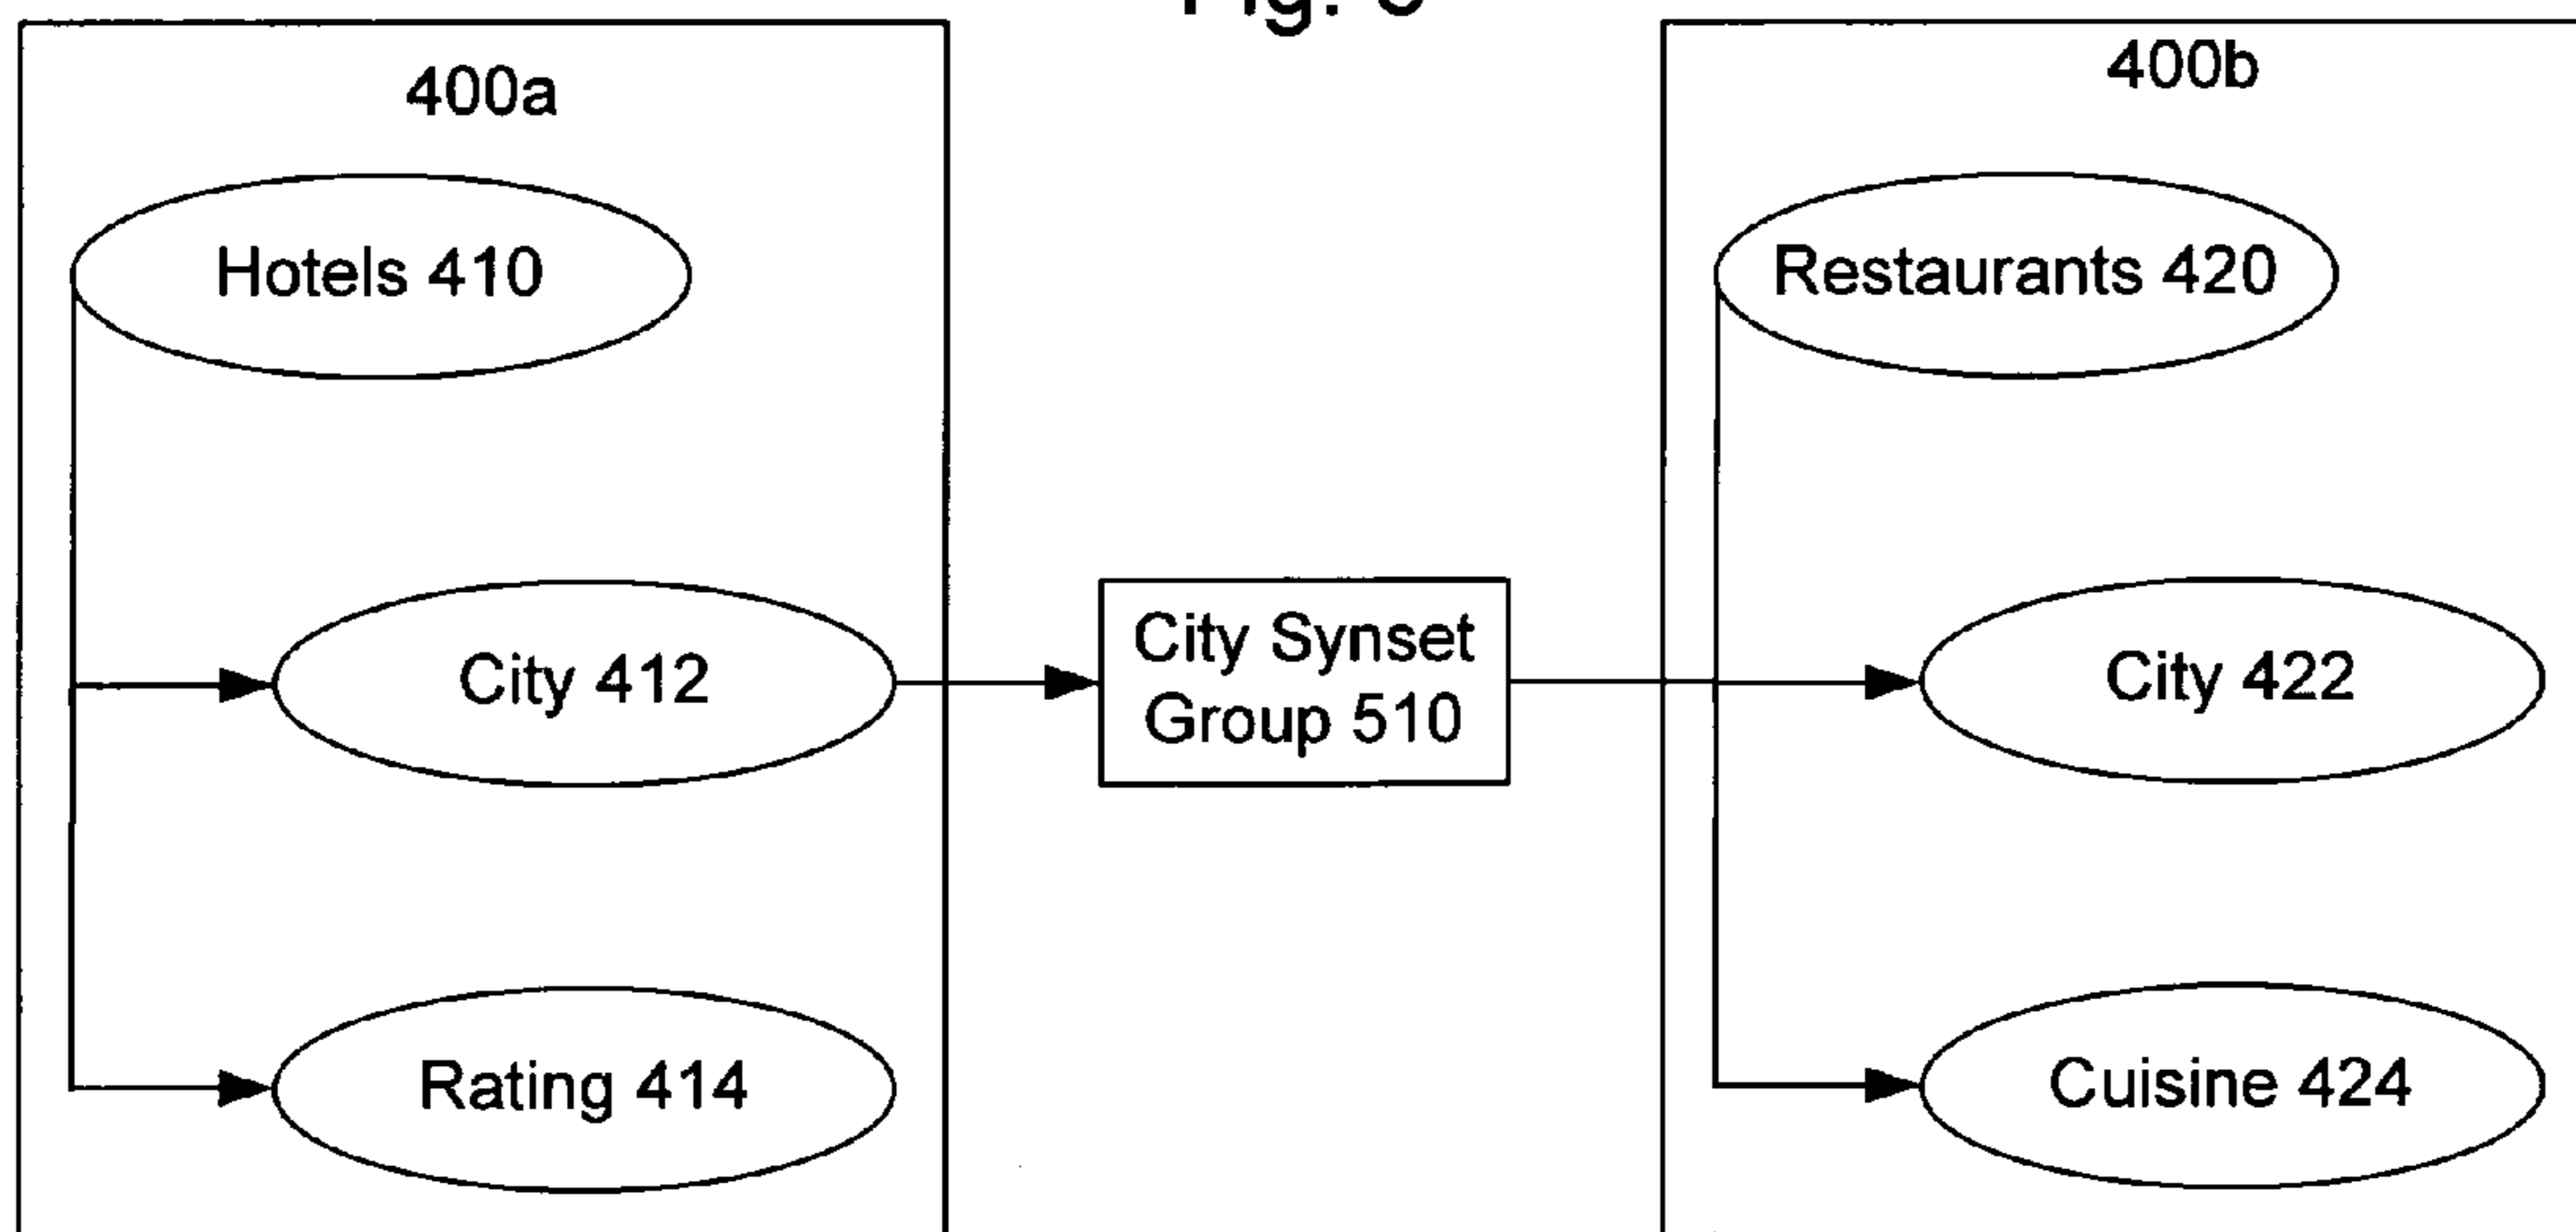 400a
400b
Hotels 410
Restaurants 420
City 412
City Synset
Group 510
City 422
Rating 414
Cuisine 424